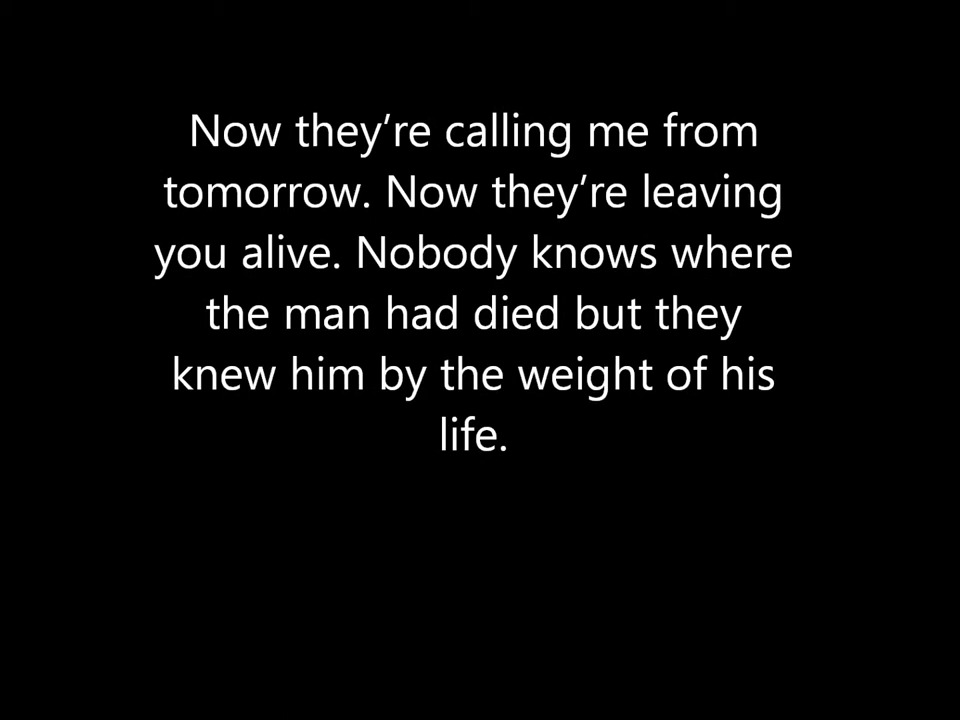 Now they’re calling me from
tomorrow. Now they’re leaving
you alive. Nobody knows where
the man had died but they
knew him by the weight of his
life.